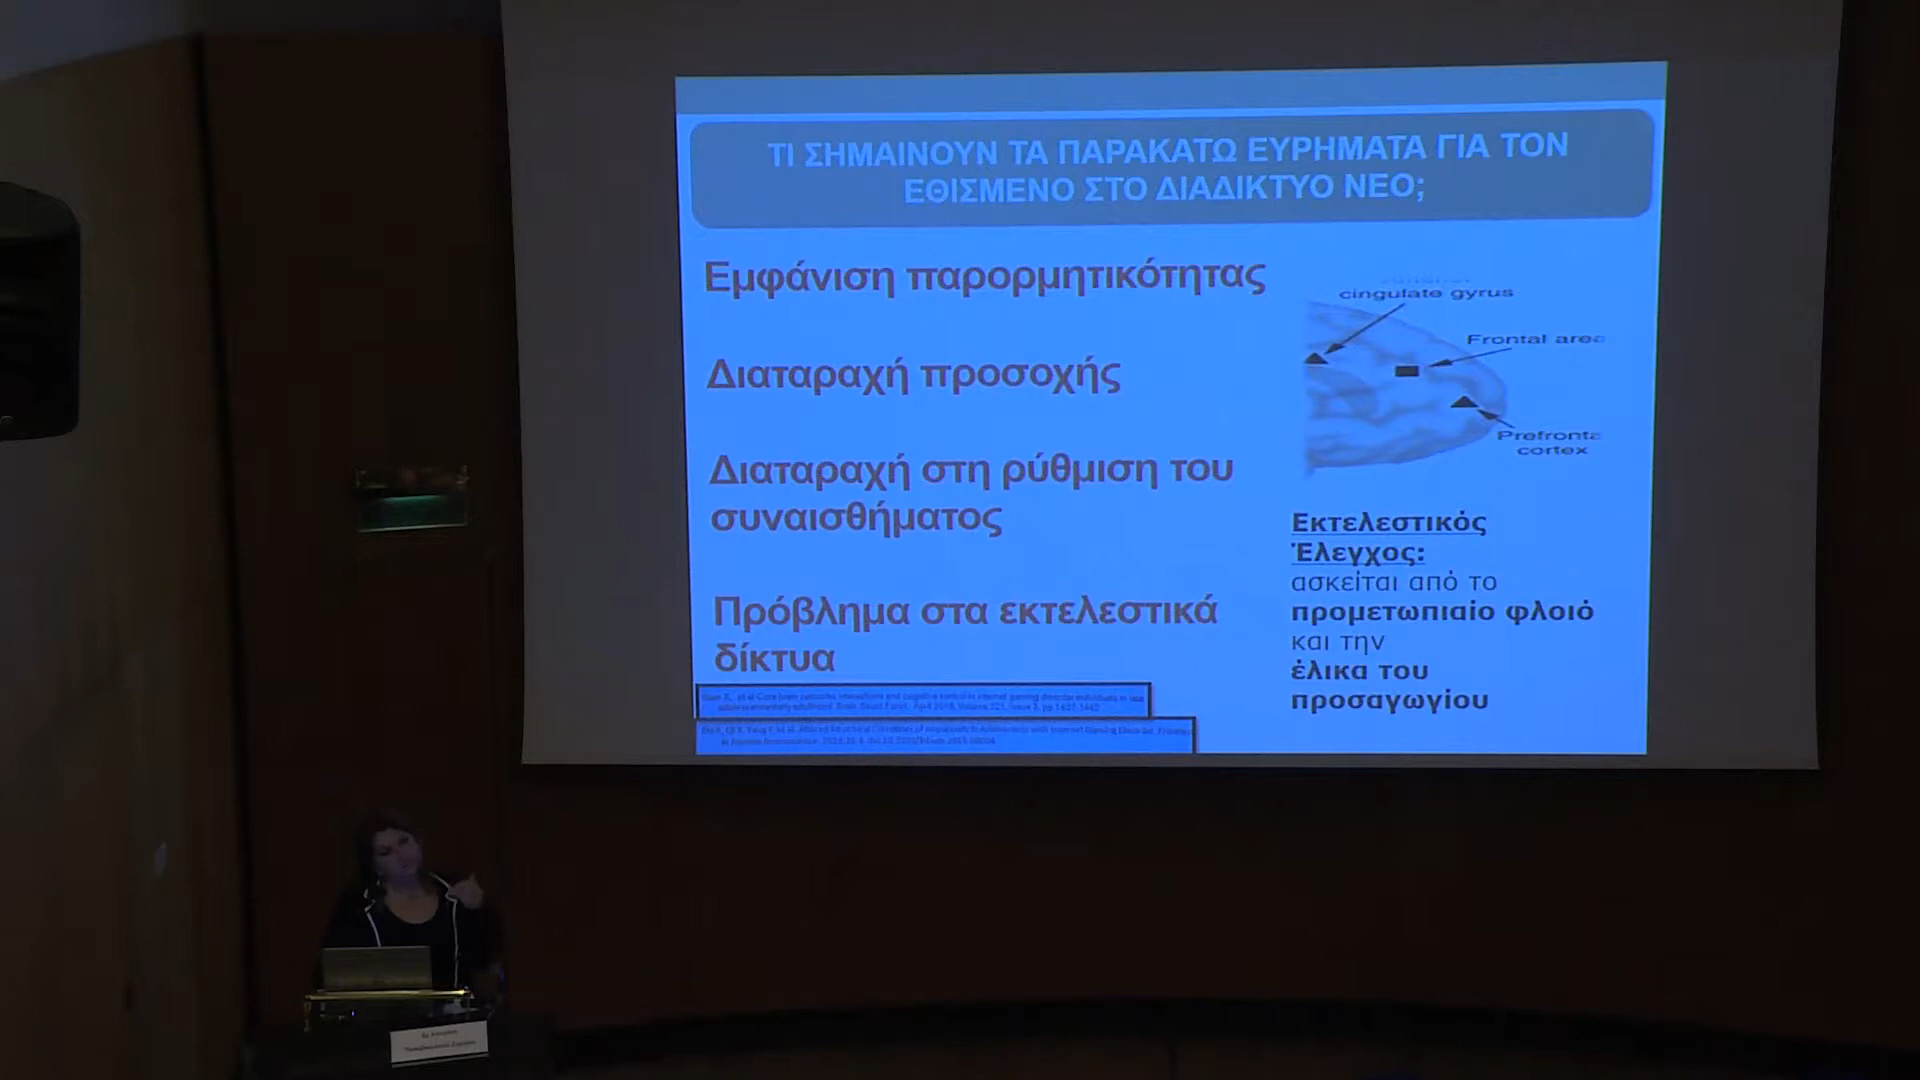 ΤΙ ΣΗΜΑΙΝΟΥΝ ΤΑ ΠΑΡΑΚΑΤΩ ΕΥΡΗΜΑΤΑ ΓΙΑ ΤΟΝ
ΕΘΙΣΜΕΝΟ ΣΤΟ ΔΙΑΔΙΚΤΥΟ ΝΕΟ;
Εμφάνιση παρορμητικότητας
Διαταραχή προσοχής
Διαταραχή στη ρύθμιση του
συναισθήματος
Πρόβλημα στα εκτελεστικά
δίκτυα
cingulate gyrus
Frontal area
Prefronta
cortex
Εκτελεστικός
Έλεγχος:
ασκείται από το
προμετωπιαίο φλοιό
και την
έλικα του
προσαγωγίου